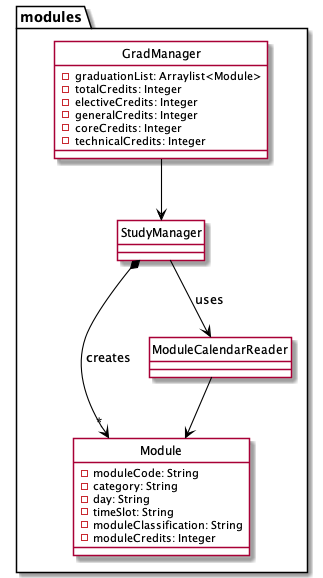 modules
GradManager
graduationList: Arraylist<Module>
totalCredits: Integer
electiveCredits: Integer
generalCredits: Integer
coreCredits: Integer
technicalCredits: Integer
StudyManager
uses
ModuleCalendarReader
creates
*
Module
moduleCode: String
category: String
day: String
timeSlot: String
moduleClassification: String
moduleCredits: Integer